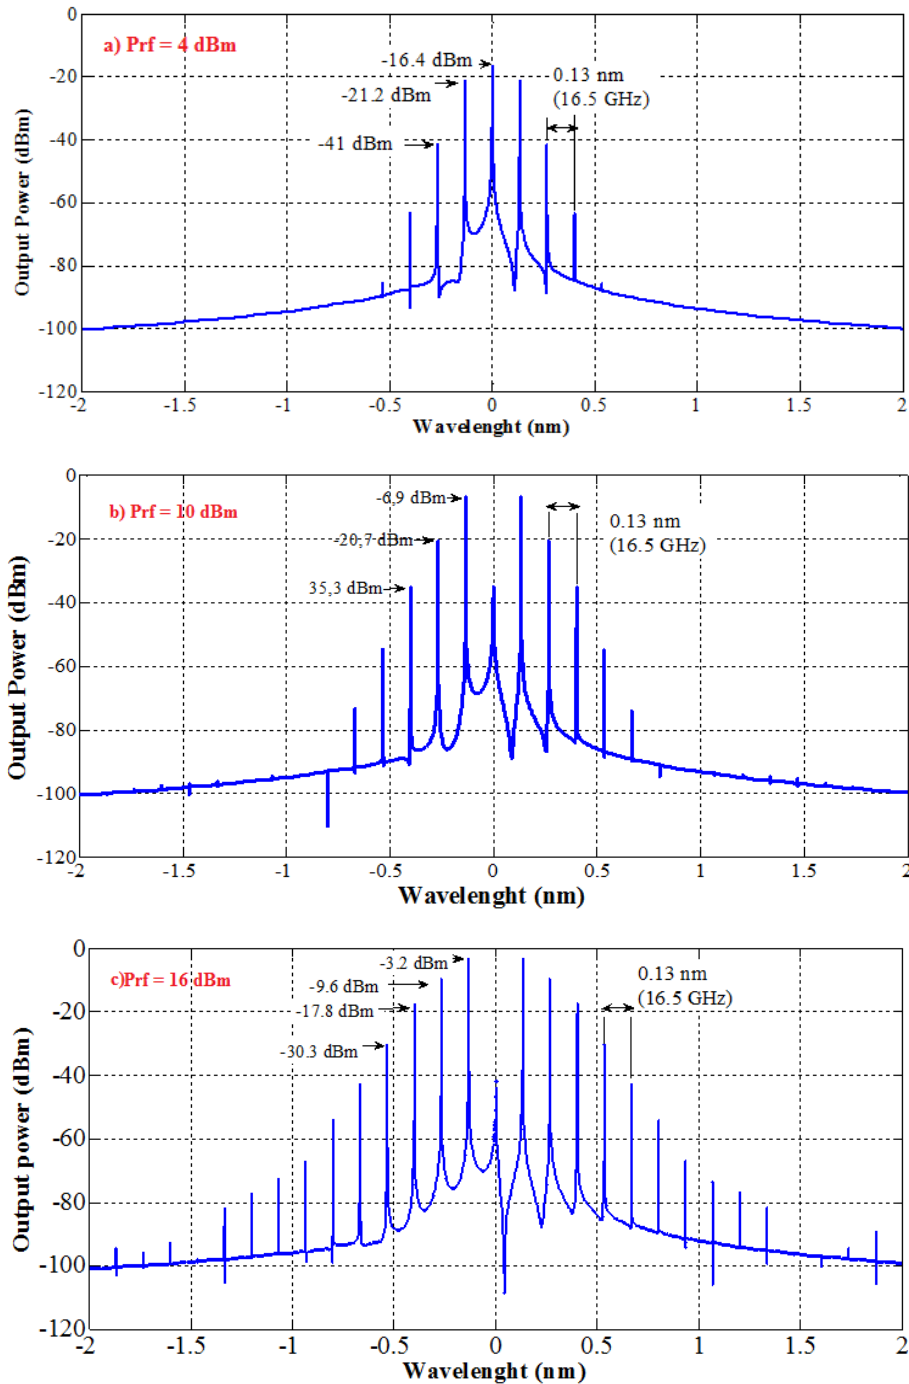 0
a) Prf = 4 dBm
-16.4 dBm
-21.2 dBm
0.13 nm
(16.5 GHz)
-20
-41 dBm
-40
-60
-80
-100
-120
Output Power (dBm)
-2 -1.5 -1 -0.5 0 0.5 1 1.5 2
Wavelenght (nm)
0
b) Prf = 10 dBm
-6,9 dBm
0.13 nm
(16.5 GHz)
-20
-20,7 dBm
35,3 dBm
-40
-60
-80
-100
-120
Output Power (dBm)
-2 -1.5 -1 -0.5 0 0.5 1 1.5 2
Wavelenght (nm)
0
c)Prf = 16 dBm
-3.2 dBm
0.13 nm
(16.5 GHz)
-9.6 dBm
-17.8 dBm
-20
-30.3 dBm
-40
-60
-80
-100
-120
Output power (dBm)
-2 -1.5 -1 -0.5 0 0.5 1 1.5 2
Wavelenght (nm)